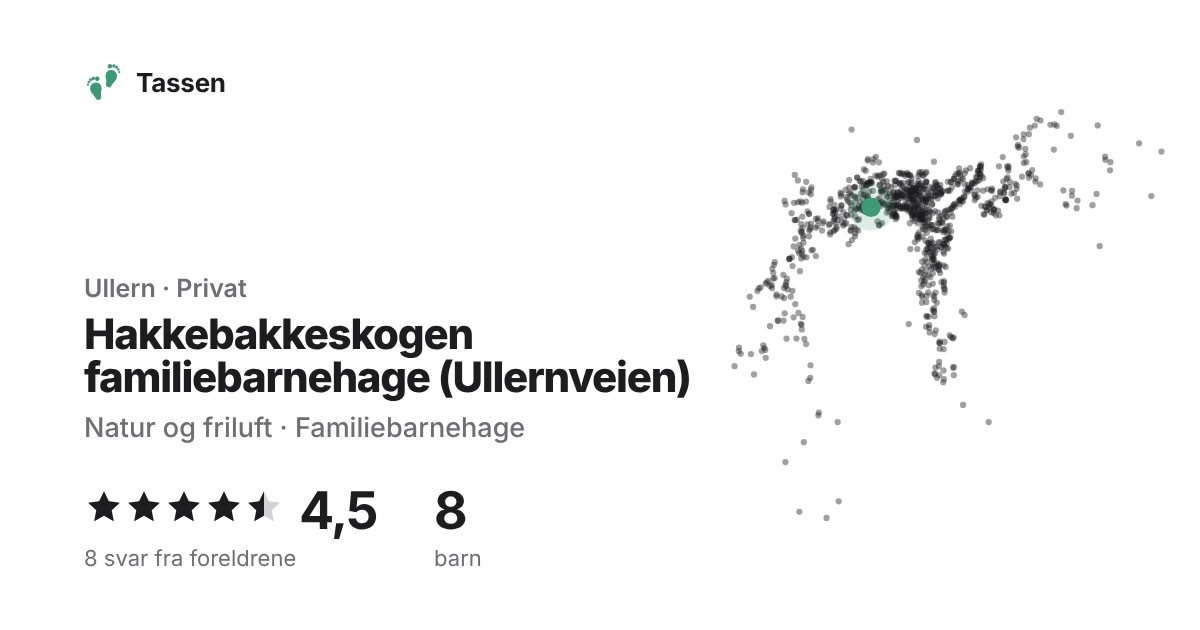 Tassen
Ullern · Privat
Hakkebakkeskogen
familiebarnehage (Ullernveien)
Natur og friluft · Familiebarnehage
4,5
8
8 svar fra foreldrene
barn